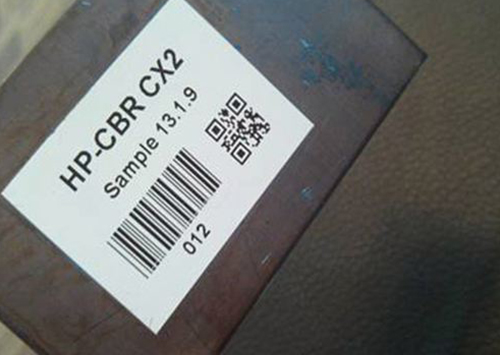 HP-CBR CX2
Sample 13.1.9
012